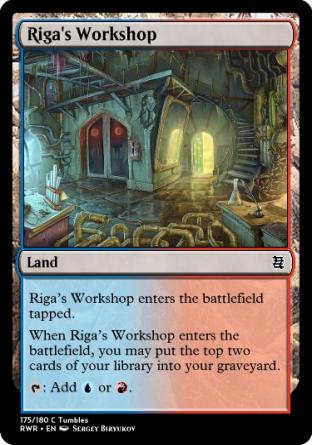 Riga's Workshop
Land
Riga's Workshop enters the battlefield
tapped.
When Riga's Workshop enters the
battlefield, you may put the top two
cards of your library into your graveyard.
: Add or .
175/180 C Tumbles
RWR • EN Sergey Biryukov